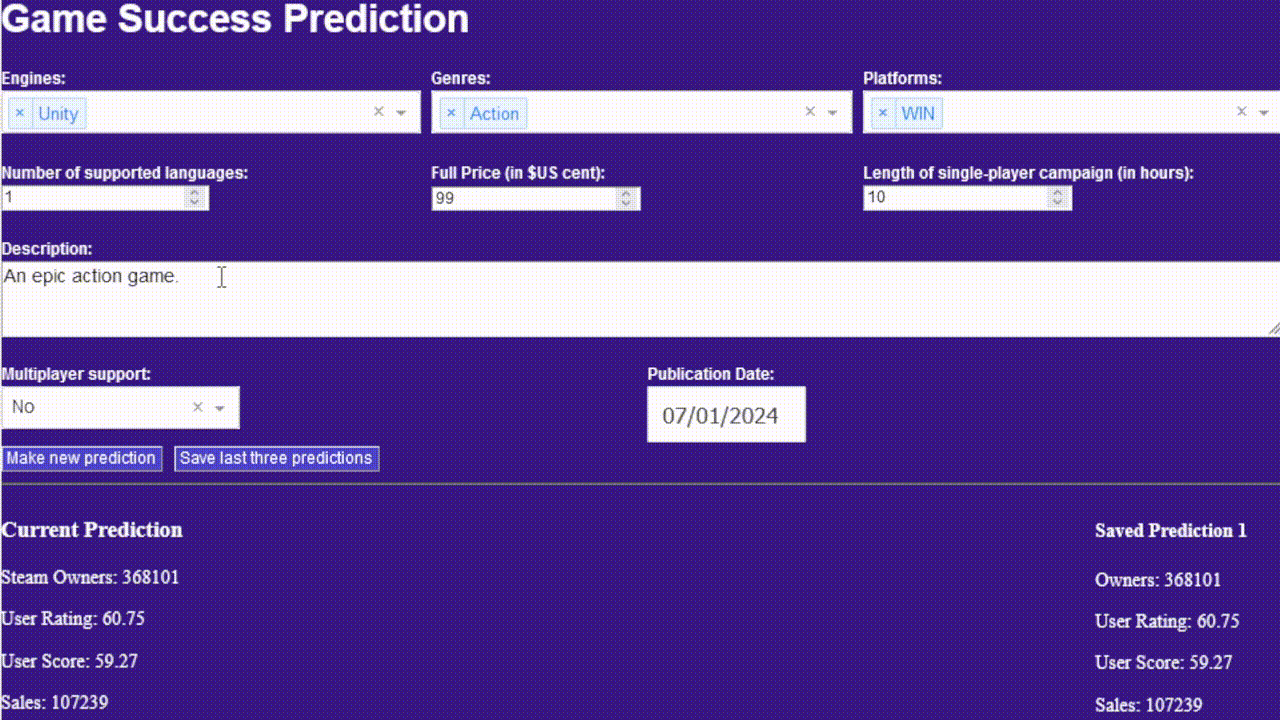 Game Success Prediction
Engines: Genres: Platforms:
× Unity × × Action × × WIN ×
Number of supported languages: Full Price (in $US cent): Length of single-player campaign (in hours):
1 99 10
Description:
An epic action game.
Multiplayer support: Publication Date:
No × 07/01/2024
Make new prediction Save last three predictions
Current Prediction Saved Prediction 1
Steam Owners: 368101 Owners: 368101
User Rating: 60.75 User Rating: 60.75
User Score: 59.27 User Score: 59.27
Sales: 107239 Sales: 107239